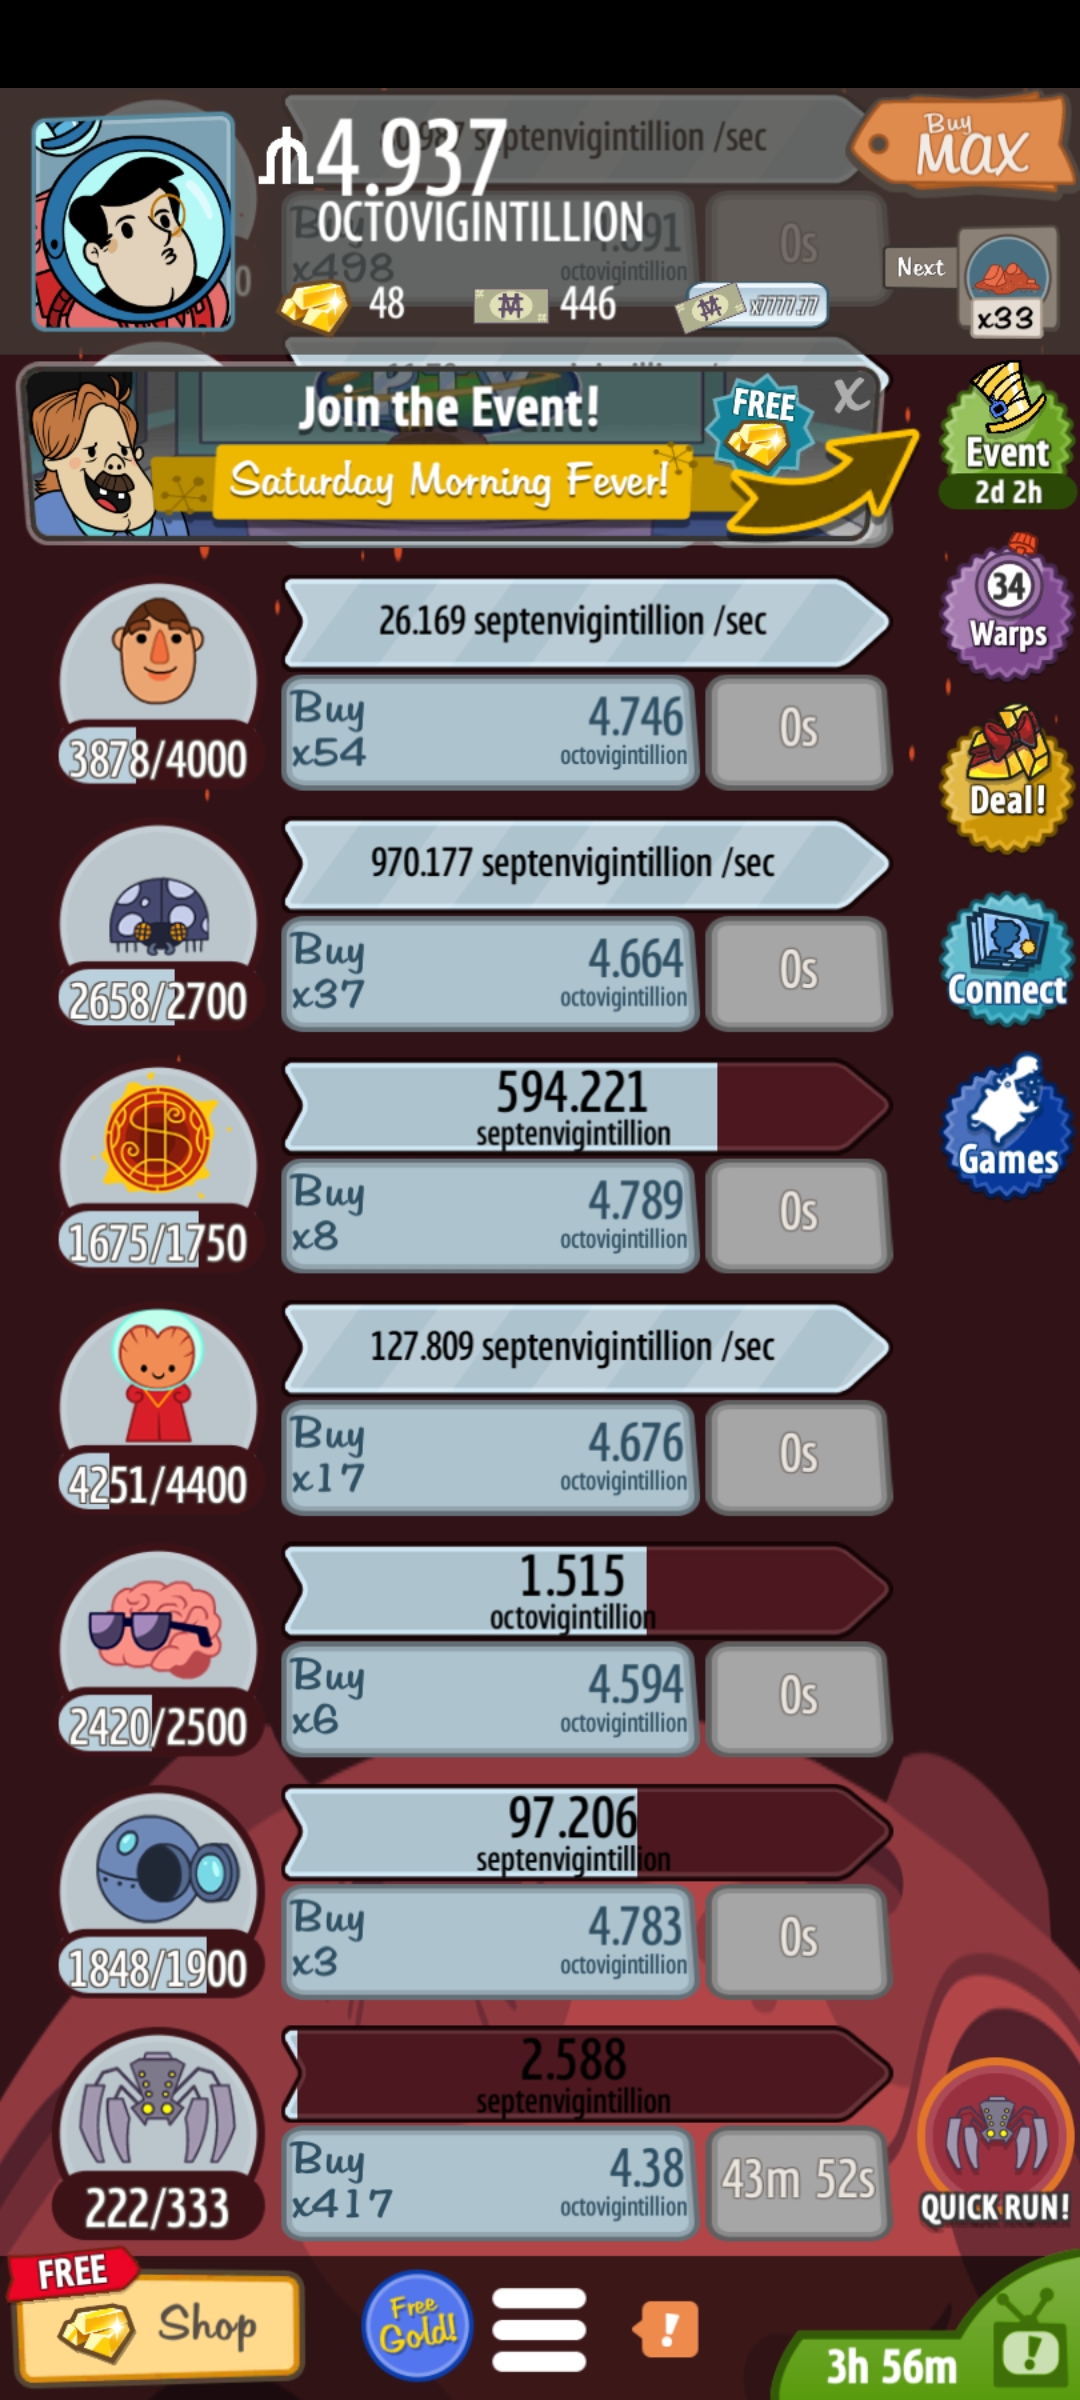 80.987 septenvigintillion /sec
4.937
OCTOVIGINTILLION
Buy
MAX
Buy
x498
4.891
octovigintillion
0s
48
446
x7777.77
Next
x33
Join the Event!
FREE
X
Saturday Morning Fever!
Event
2d 2h
34
Warps
26.169 septenvigintillion /sec
Buy
x54
4.746
octovigintillion
0s
3878/4000
Deal!
970.177 septenvigintillion /sec
Buy
x37
4.664
octovigintillion
0s
2658/2700
Connect
594.221
septenvigintillion
Buy
x8
4.789
octovigintillion
0s
1675/1750
Games
127.809 septenvigintillion /sec
Buy
x17
4.676
octovigintillion
0s
4251/4400
1.515
octovigintillion
Buy
x6
4.594
octovigintillion
0s
2420/2500
97.206
septenvigintillion
Buy
x3
4.783
octovigintillion
0s
1848/1900
2.588
septenvigintillion
Buy
x417
4.38
octovigintillion
43m 52s
222/333
QUICK RUN!
FREE
Shop
Free
Gold!
!
3h 56m
!